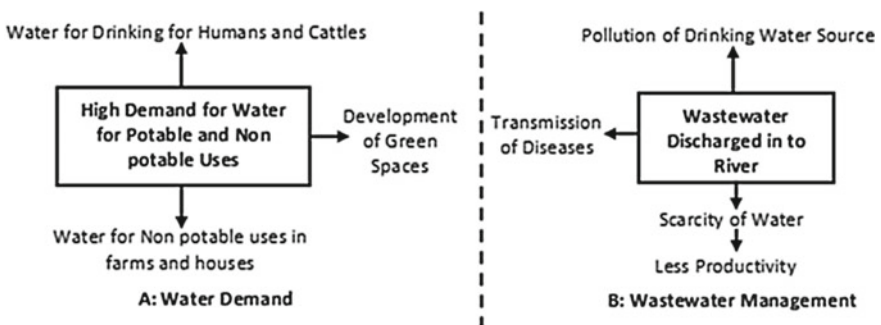 Water for Drinking for Humans and Cattles
High Demand for Water
for Potable and Non
potable Uses
Development
of Green
Spaces
Water for Non potable uses in
farms and houses
A: Water Demand
Pollution of Drinking Water Source
Wastewater
Discharged in to
River
Transmission
of Diseases
Scarcity of Water
Less Productivity
B: Wastewater Management